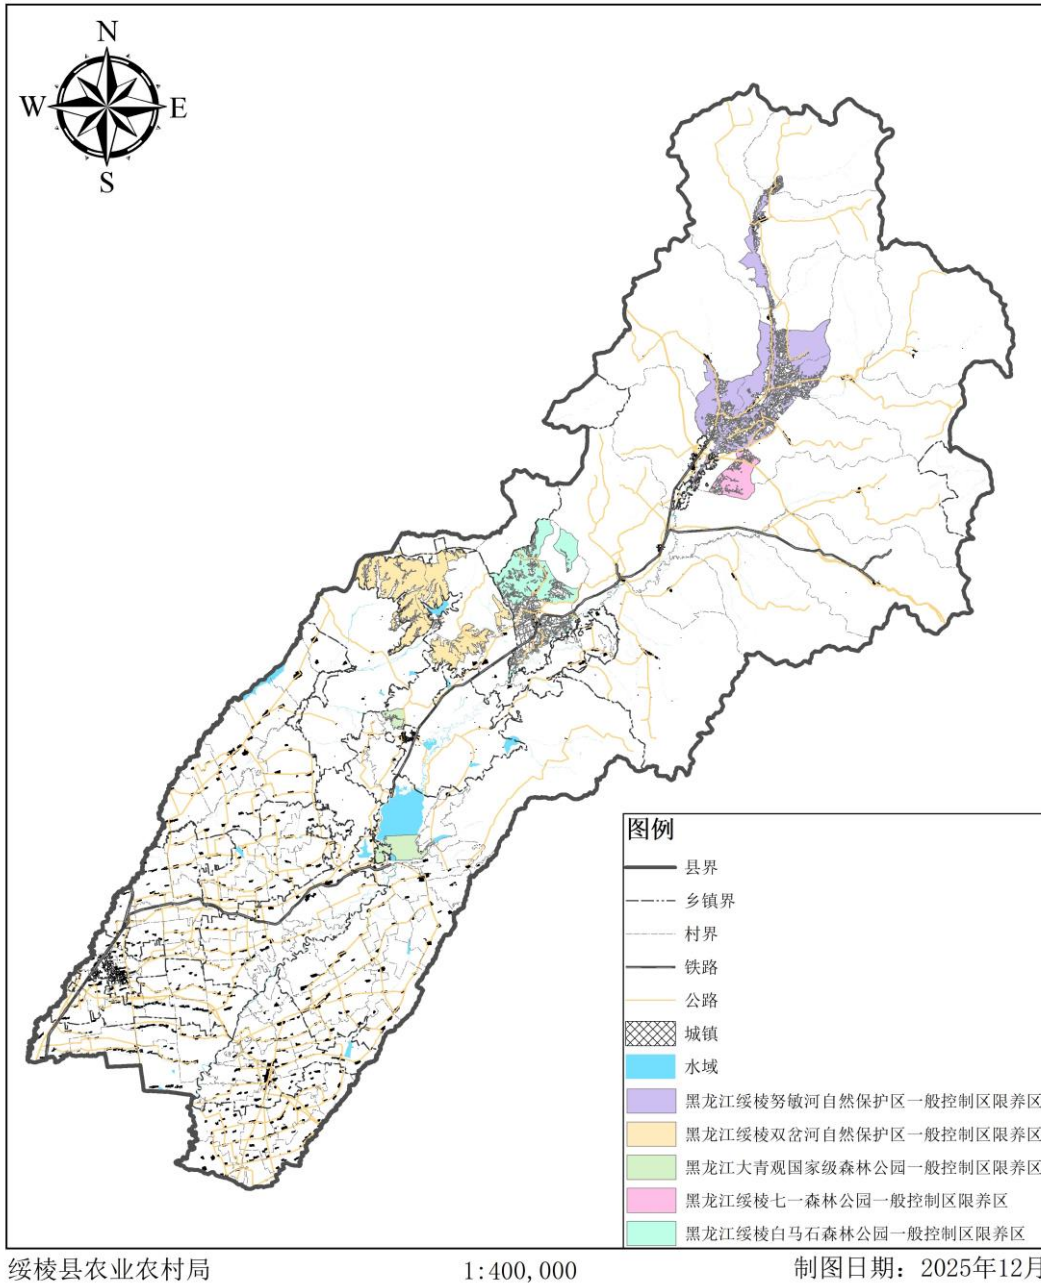 N
W
E
S
图例
县界
乡镇界
村界
铁路
公路
城镇
水域
黑龙江绥棱努敏河自然保护区一般控制区限养区
黑龙江绥棱双岔河自然保护区一般控制区限养区
黑龙江大青观国家级森林公园一般控制区限养区
黑龙江绥棱七一森林公园一般控制区限养区
黑龙江绥棱白马石森林公园一般控制区限养区
绥棱县农业农村局
1:400,000
制图日期：2025年12月